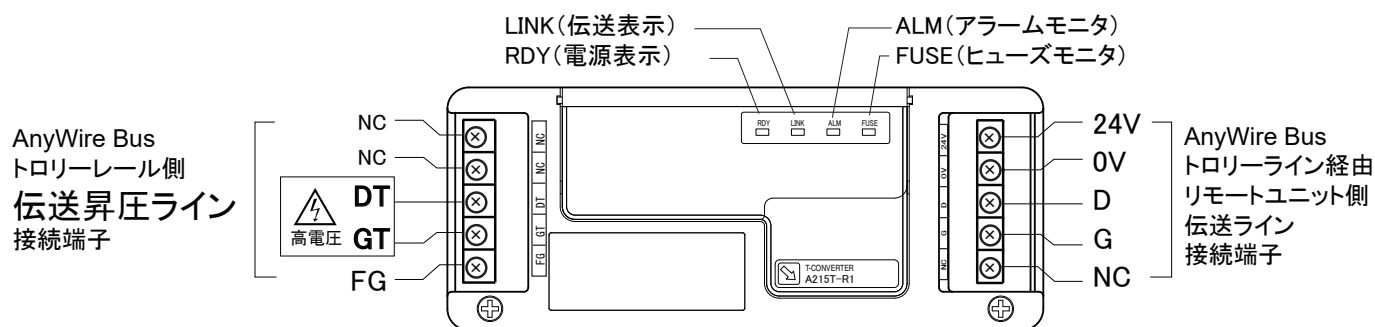 LINK（伝送表示）
RDY（電源表示）
ALM（アラームモニタ）
FUSE（ヒューズモニタ）
AnyWire Bus
トロリーレール側
伝送昇圧ライン
接続端子
NC
NC
DT
GT
高電圧
FG
NC
NC
DT
GT
FG
RDY LINK ALM FUSE
T-CONVERTER
A215T-R1
24V
0V
D
G
NC
24V
0V
D
G
NC
AnyWire Bus
トロリーライン経由
リモートユニット側
伝送ライン
接続端子